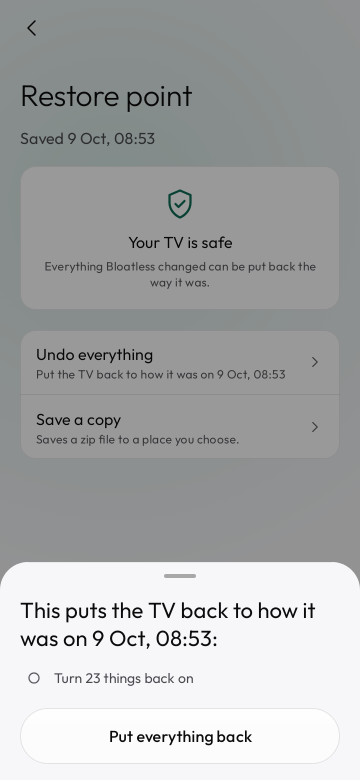 Restore point
Saved 9 Oct, 08:53
Your TV is safe
Everything Bloatless changed can be put back the
way it was.
Undo everything
Put the TV back to how it was on 9 Oct, 08:53
Save a copy
Saves a zip file to a place you choose.
This puts the TV back to how it
was on 9 Oct, 08:53:
Turn 23 things back on
Put everything back